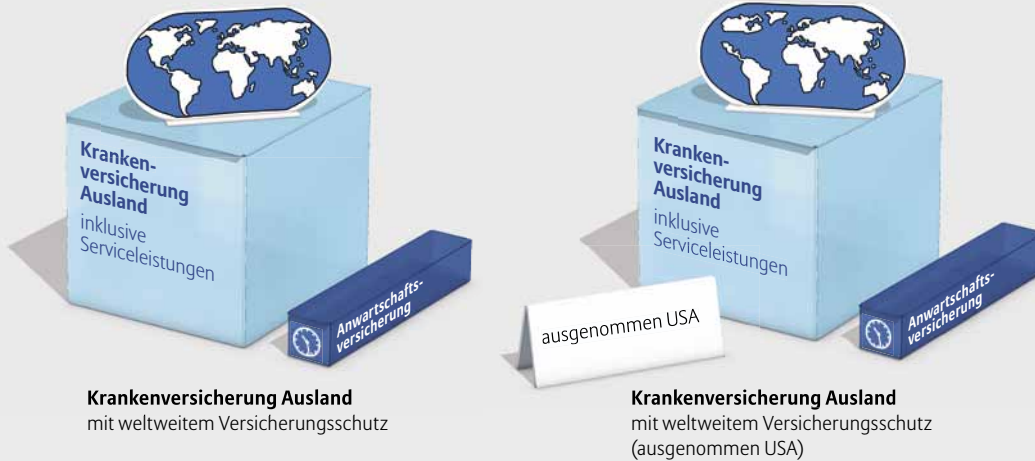 Kranken-
versicherung
Ausland
inklusive
Serviceleistungen
Anwartschafts-
versicherung
Krankenversicherung Ausland
mit weltweitem Versicherungsschutz
Kranken-
versicherung
Ausland
inklusive
Serviceleistungen
ausgenommen USA
Anwartschafts-
versicherung
Krankenversicherung Ausland
mit weltweitem Versicherungsschutz
(ausgenommen USA)